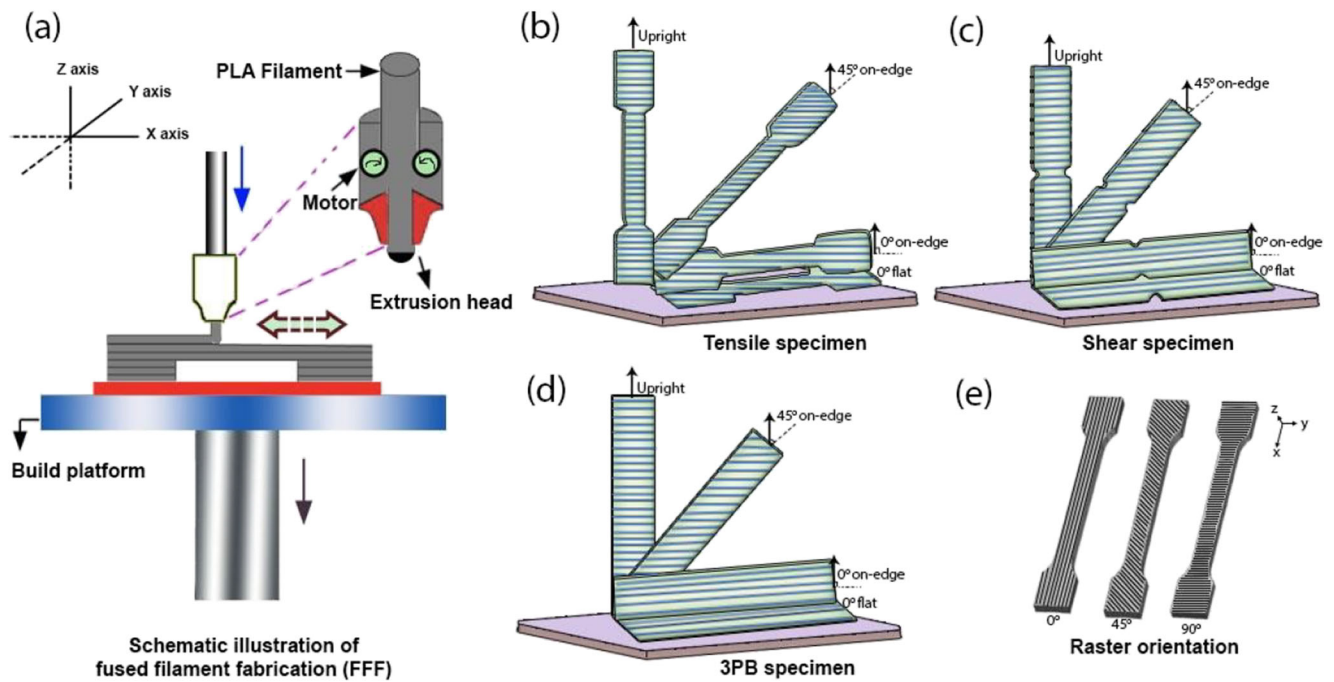 (a)
Z axis
Y axis
X axis
PLA Filament
Motor
Extrusion head
Build platform
Schematic illustration of
fused filament fabrication (FFF)
(b)
Upright
45° on-edge
0° on-edge
0° flat
Tensile specimen
(c)
Upright
45° on-edge
0° on-edge
0° flat
Shear specimen
(d)
Upright
45° on-edge
0° on-edge
0° flat
3PB specimen
(e)
z
y
x
0°
45°
90°
Raster orientation